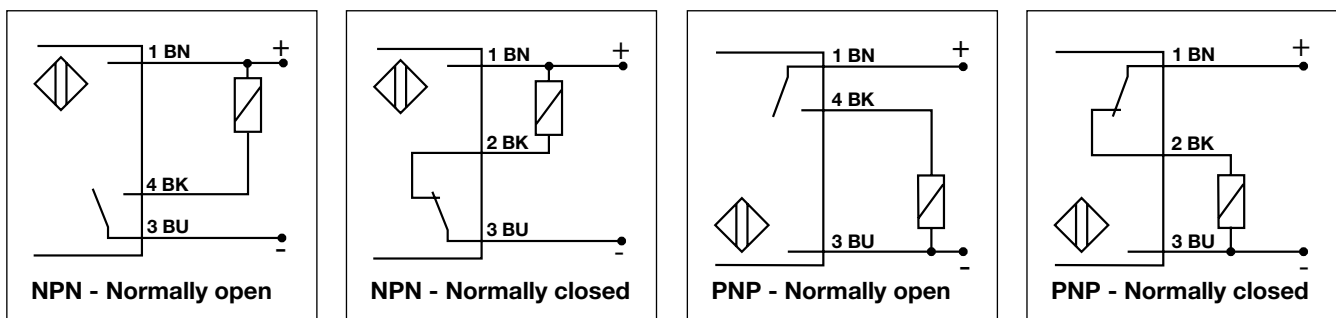 1 BN
+
4 BK
3 BU
-
NPN - Normally open
1 BN
+
2 BK
3 BU
-
NPN - Normally closed
1 BN
+
4 BK
3 BU
-
PNP - Normally open
1 BN
+
2 BK
3 BU
-
PNP - Normally closed